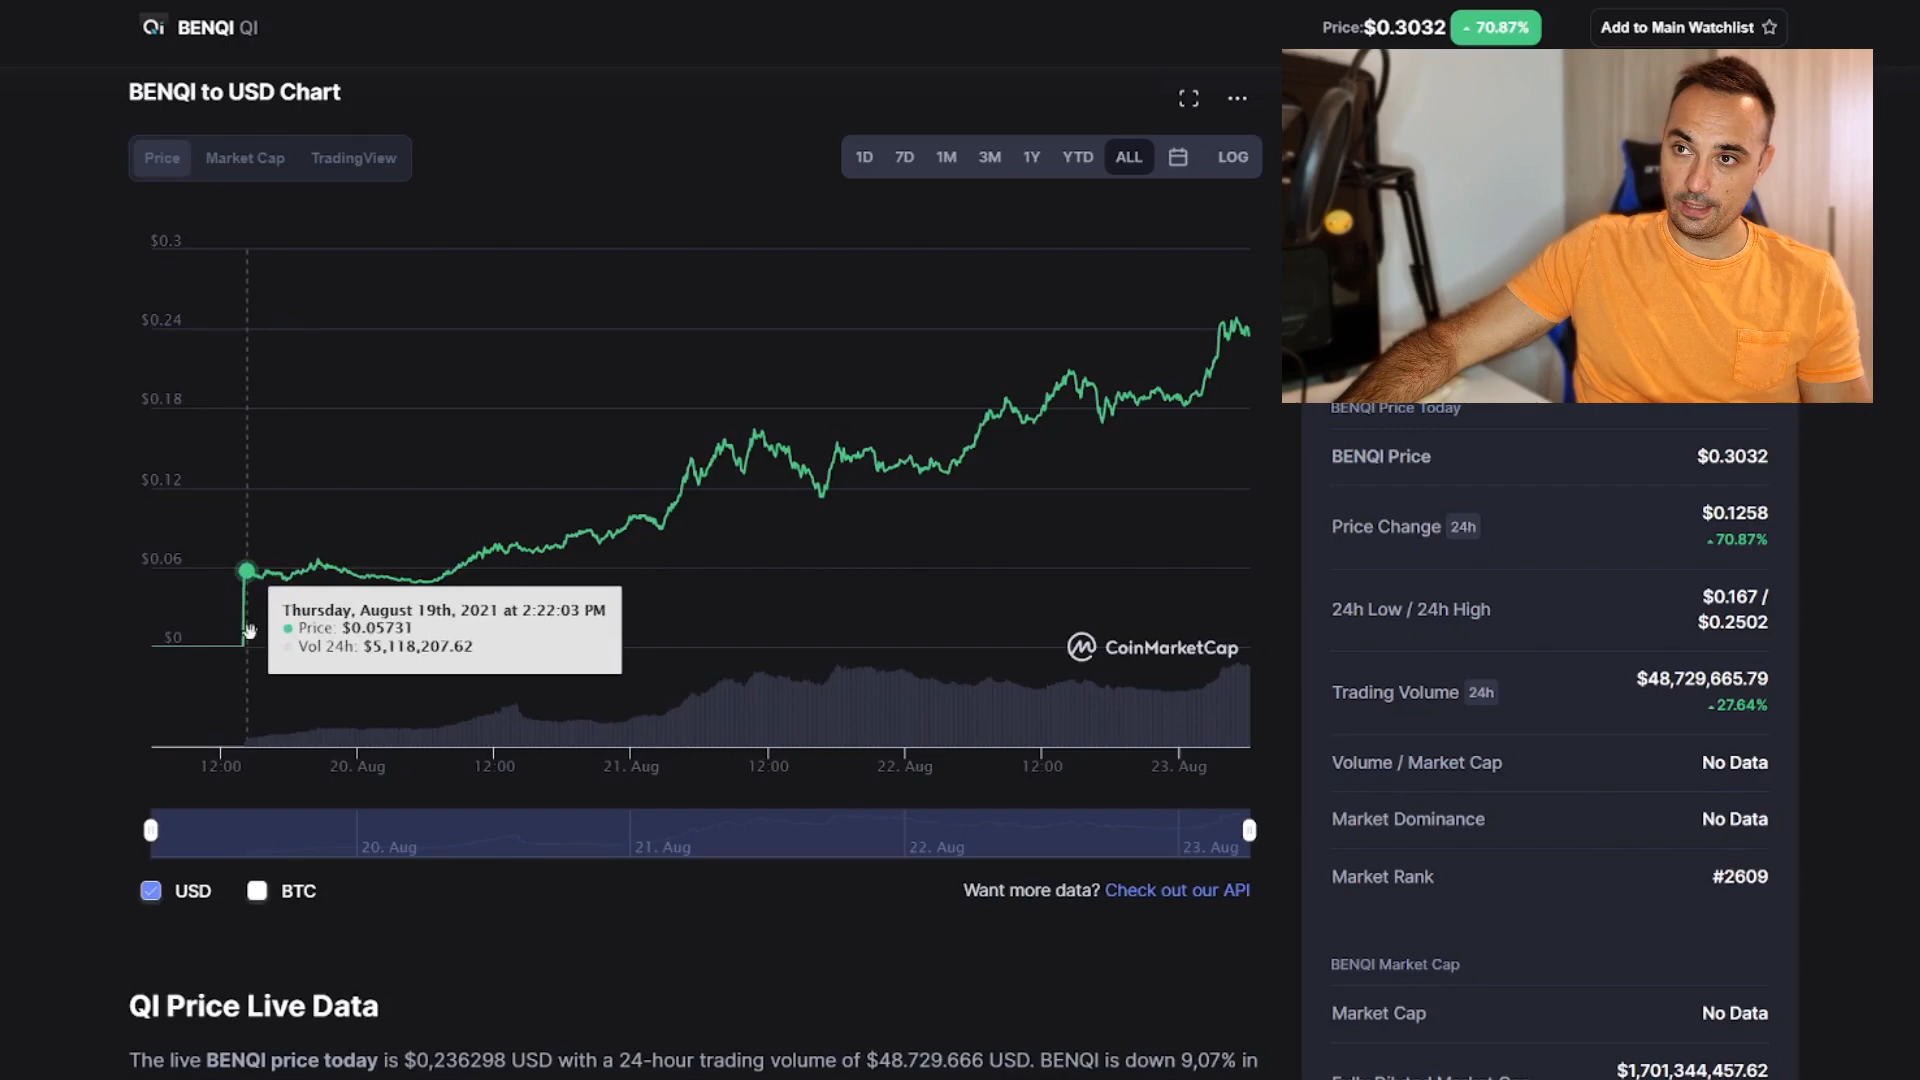 BENQI QI
Price:$0.3032 70.87% Add to Main Watchlist
BENQI to USD Chart
Price Market Cap TradingView
1D 7D 1M 3M 1Y YTD ALL LOG
$0.3
$0.24
$0.18
$0.12
$0.06
$0
Thursday, August 19th, 2021 at 2:22:03 PM
Price: $0.05731
Vol 24h: $5,118,207.62
CoinMarketCap
12:00 20. Aug 12:00 21. Aug 12:00 22. Aug 12:00 23. Aug
20. Aug 21. Aug 22. Aug 23. Aug
USD BTC
Want more data? Check out our API
QI Price Live Data
The live BENQI price today is $0,236298 USD with a 24-hour trading volume of $48.729.666 USD. BENQI is down 9,07% in
BENQI Price Today
BENQI Price $0.3032
Price Change 24h $0.1258
70.87%
24h Low / 24h High $0.167 /
$0.2502
Trading Volume 24h $48,729,665.79
27.64%
Volume / Market Cap No Data
Market Dominance No Data
Market Rank #2609
BENQI Market Cap
Market Cap No Data
$1,701,344,457.62